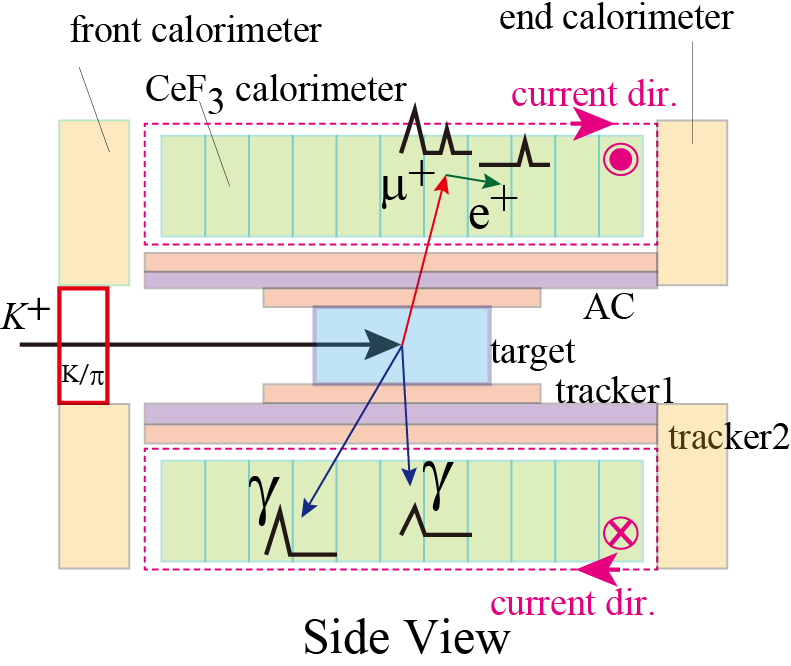 end calorimeter
front calorimeter
CeF3 calorimeter
current dir.
μ+
e+
K+
AC
target
K/π
tracker1
tracker2
γ
γ
current dir.
Side View